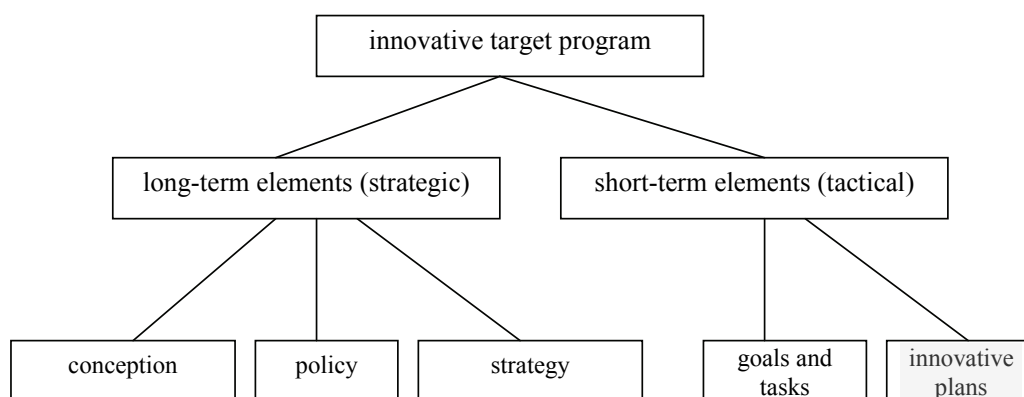 innovative target program
long-term elements (strategic)
short-term elements (tactical)
conception
policy
strategy
goals and
tasks
innovative
plans